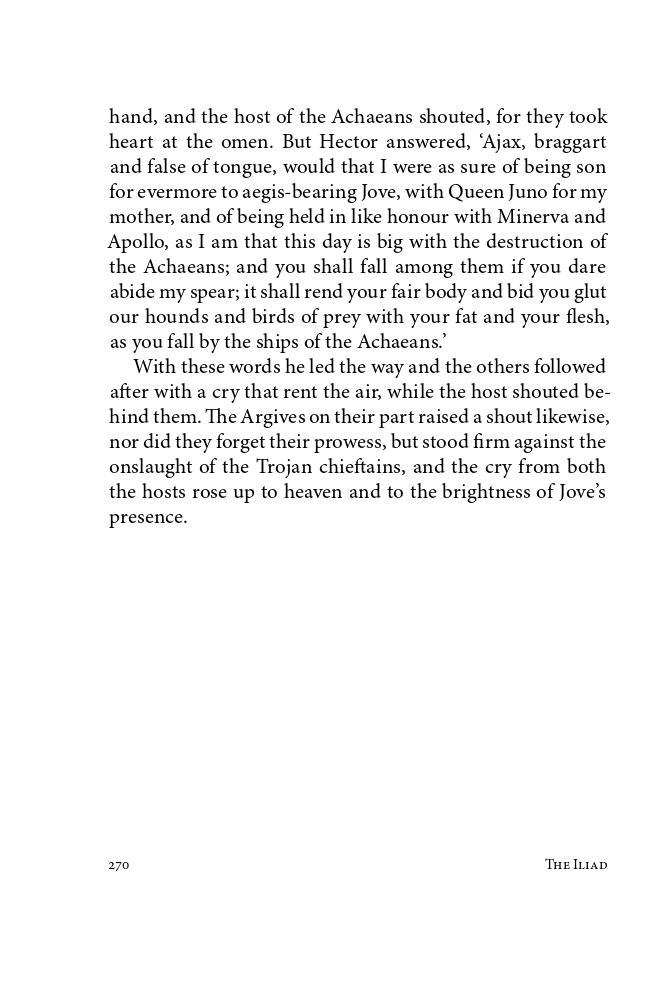 hand, and the host of the Achaeans shouted, for they took
heart at the omen. But Hector answered, ‘Ajax, braggart
and false of tongue, would that I were as sure of being son
for evermore to aegis-bearing Jove, with Queen Juno for my
mother, and of being held in like honour with Minerva and
Apollo, as I am that this day is big with the destruction of
the Achaeans; and you shall fall among them if you dare
abide my spear; it shall rend your fair body and bid you glut
our hounds and birds of prey with your fat and your flesh,
as you fall by the ships of the Achaeans.’
With these words he led the way and the others followed
after with a cry that rent the air, while the host shouted be-
hind them. The Argives on their part raised a shout likewise,
nor did they forget their prowess, but stood firm against the
onslaught of the Trojan chieftains, and the cry from both
the hosts rose up to heaven and to the brightness of Jove’s
presence.
270 The Iliad